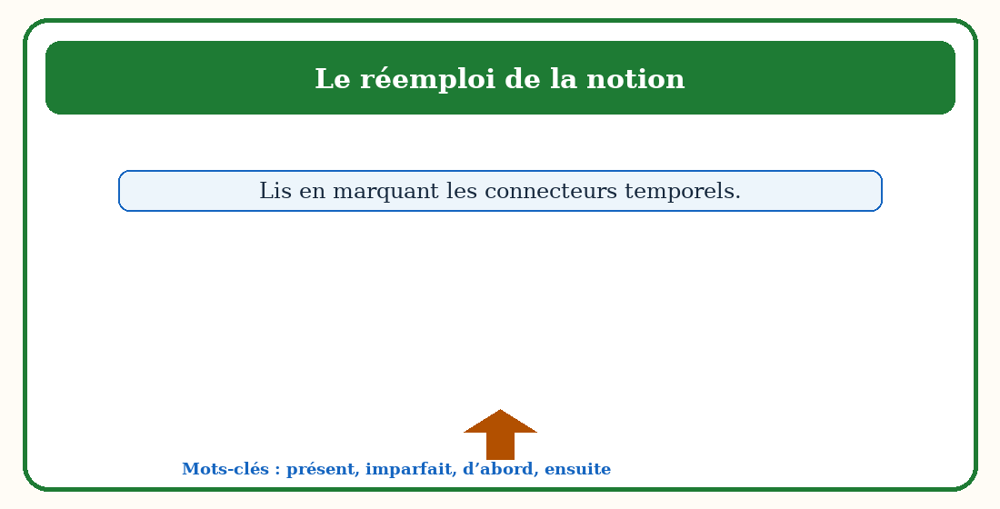 Le réemploi de la notion
Lis en marquant les connecteurs temporels.
Mots-clés : présent, imparfait, d’abord, ensuite